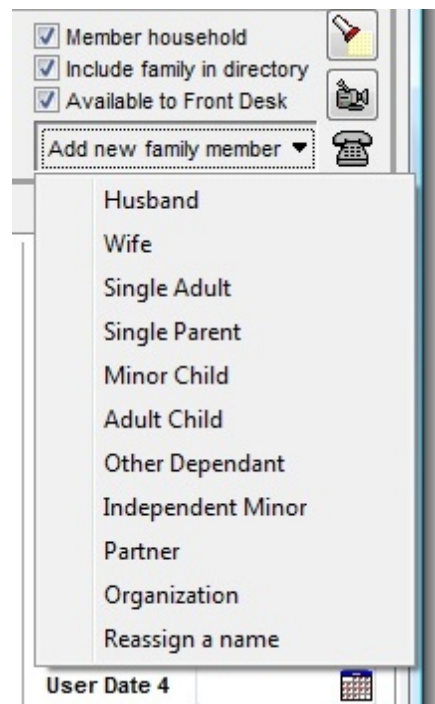 Member household
Include family in directory
Available to Front Desk
Add new family member
Husband
Wife
Single Adult
Single Parent
Minor Child
Adult Child
Other Dependant
Independent Minor
Partner
Organization
Reassign a name
User Date 4